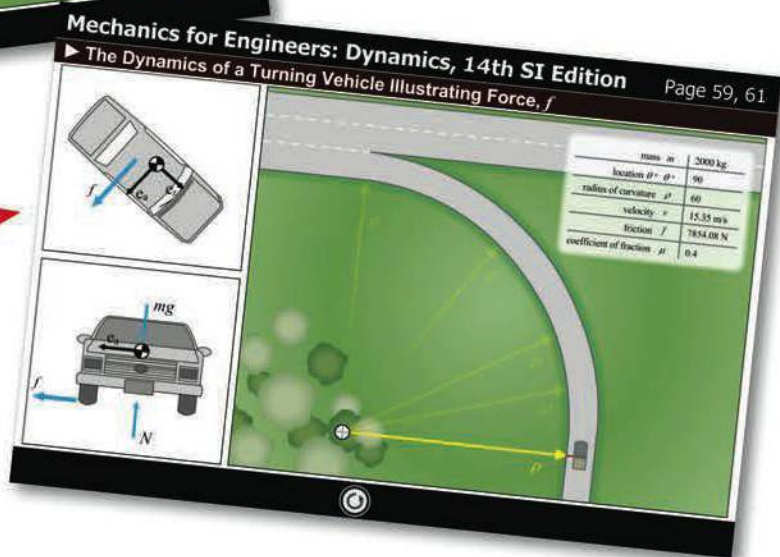 Mechanics for Engineers: Dynamics, 14th SI Edition Page 59, 61
▶ The Dynamics of a Turning Vehicle Illustrating Force, f
f
mg
f
N
mass m 2000 kg
location θ* θ* 90
radius of curvature ρ 60
velocity v 15.35 m/s
friction f 7854.08 N
coefficient of fraction μ 0.4
ρ